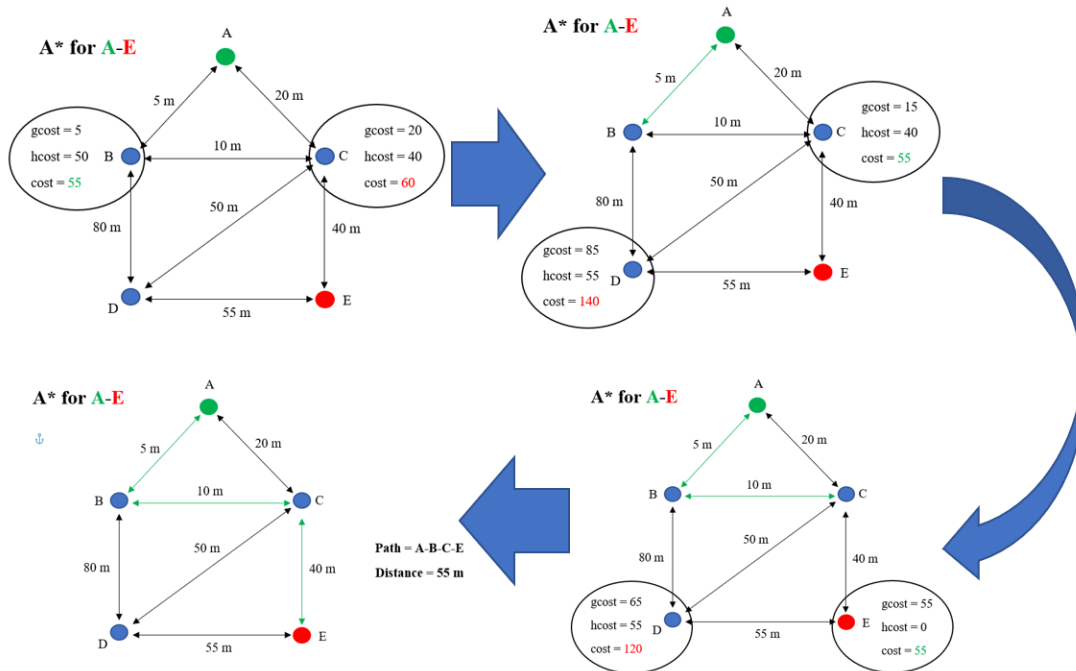 A* for A-E
A
5 m
20 m
gcost = 5
hcost = 50
cost = 55
B
10 m
C
gcost = 20
hcost = 40
cost = 60
50 m
80 m
40 m
D
55 m
E
A* for A-E
A
5 m
20 m
B
10 m
C
gcost = 15
hcost = 40
cost = 55
50 m
80 m
40 m
gcost = 85
hcost = 55
cost = 140
D
55 m
E
A* for A-E
A
5 m
20 m
B
10 m
C
50 m
80 m
40 m
gcost = 65
hcost = 55
cost = 120
D
55 m
E
gcost = 55
hcost = 0
cost = 55
A* for A-E
A
5 m
20 m
B
10 m
C
50 m
80 m
40 m
D
55 m
E
Path = A-B-C-E
Distance = 55 m